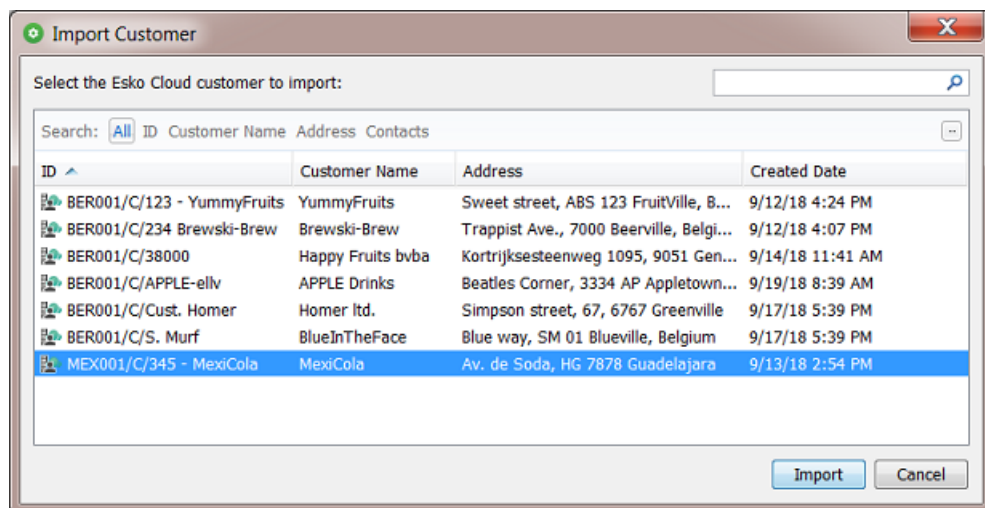 Import Customer
Select the Esko Cloud customer to import:
Search: All ID Customer Name Address Contacts
ID Customer Name Address Created Date
BER001/C/123 - YummyFruits YummyFruits Sweet street, ABS 123 FruitVille, B... 9/12/18 4:24 PM
BER001/C/234 Brewski-Brew Brewski-Brew Trappist Ave., 7000 Beerville, Belgi... 9/12/18 4:07 PM
BER001/C/38000 Happy Fruits bvba Kortrijksesteenweg 1095, 9051 Gen... 9/14/18 11:41 AM
BER001/C/APPLE-ellv APPLE Drinks Beatles Corner, 3334 AP Appletown... 9/19/18 8:39 AM
BER001/C/Cust. Homer Homer ltd. Simpson street, 67, 6767 Greenville 9/17/18 5:39 PM
BER001/C/S. Murf BlueInTheFace Blue way, SM 01 Blueville, Belgium 9/17/18 5:39 PM
MEX001/C/345 - MexiCola MexiCola Av. de Soda, HG 7878 Guadelajara 9/13/18 2:54 PM
Import Cancel